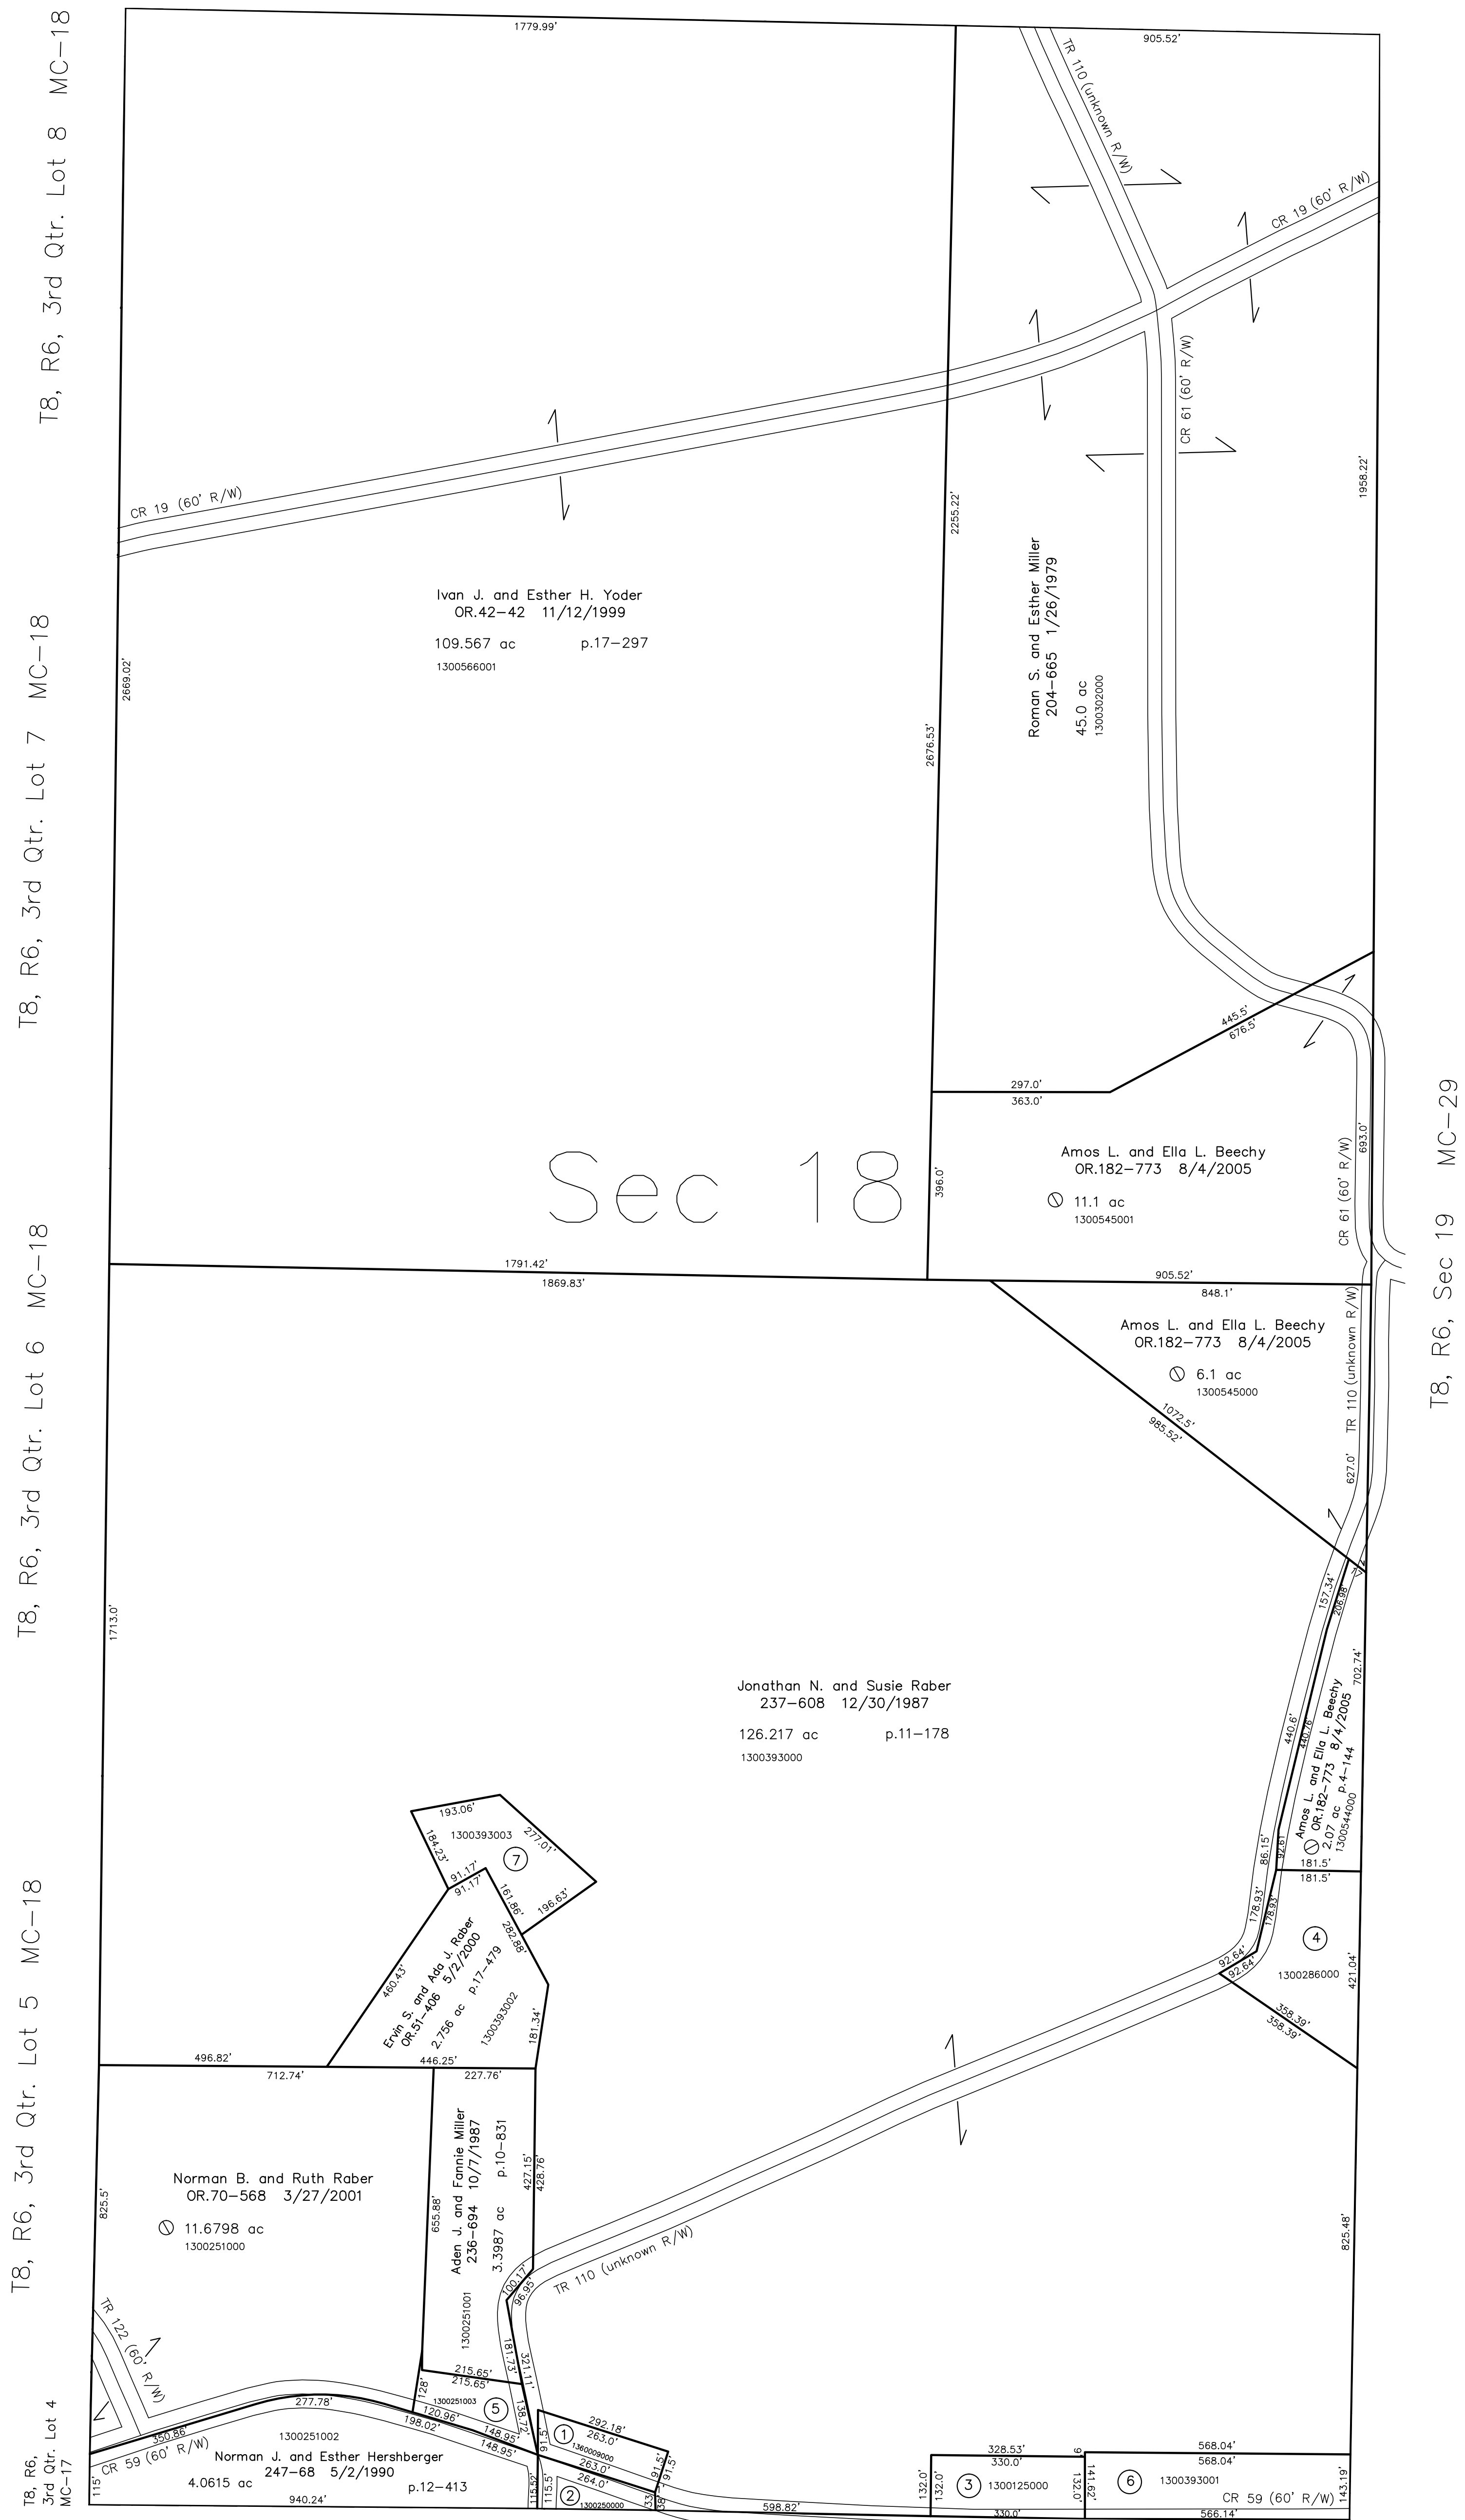 1779.99'
905.52'
T8, R6, 3rd Qtr. Lot 8   MC-18
TR 110 (unknown R/W)
CR 19 (60' R/W)
CR 61 (60' R/W)
CR 19 (60' R/W)
1958.22'
2255.22'
Ivan J. and Esther H. Yoder
OR.42-42   11/12/1999
109.567 ac   p.17-297
1300566001
Roman S. and Esther Miller
204-665   1/26/1979
45.0 ac
1300302000
2669.02'
2676.53'
T8, R6, 3rd Qtr. Lot 7   MC-18
445.5'
676.5'
297.0'
363.0'
693.0'
396.0'
Amos L. and Ella L. Beechy
OR.182-773   8/4/2005
11.1 ac
1300545001
CR 61 (60' R/W)
Sec 18
T8, R6, Sec 19   MC-29
1791.42'
1869.83'
905.52'
848.1'
T8, R6, 3rd Qtr. Lot 6   MC-18
Amos L. and Ella L. Beechy
OR.182-773   8/4/2005
6.1 ac
1300545000
TR 110 (unknown R/W)
1072.5'
985.52'
627.0'
1713.0'
157.34'
206.98'
702.74'
Jonathan N. and Susie Raber
237-608   12/30/1987
126.217 ac   p.11-178
1300393000
440.6'
440.76'
Amos L. and Ella L. Beechy
OR.182-773   8/4/2005
2.07 ac   p.4-144
1300544000
86.15'
92.61'
181.5'
181.5'
193.06'
184.23'
1300393003
277.01'
7
91.17'
91.17'
161.86'
196.63'
282.88'
178.93'
178.93'
4
1300286000
421.04'
92.64'
92.64'
358.39'
358.39'
T8, R6, 3rd Qtr. Lot 5   MC-18
460.43'
Ervin S. and Ada J. Raber
OR.51-406   5/2/2000
2.756 ac   p.17-479
1300393002
181.34'
496.82'
446.25'
712.74'
227.76'
Norman B. and Ruth Raber
OR.70-568   3/27/2001
11.6798 ac
1300251000
825.5'
655.88'
Aden J. and Fannie Miller
236-694   10/7/1987
3.3987 ac   p.10-831
1300251001
427.15'
428.76'
825.48'
TR 110 (unknown R/W)
100.17'
96.95'
TR 122 (60' R/W)
181.73'
321.11'
215.65'
215.65'
128'
1300251003
5
138.72'
277.78'
120.96'
198.02'
148.95'
148.95'
350.86'
CR 59 (60' R/W)
1300251002
Norman J. and Esther Hershberger
247-68   5/2/1990
4.0615 ac   p.12-413
115'
940.24'
115.52'
115.5'
91.5'
1
292.18'
263.0'
1360009000
263.0'
264.0'
91.5'
91.5'
2
1300250000
33'
38'
598.82'
T8, R6,
3rd Qtr. Lot 4
MC-17
328.53'
330.0'
132.0'
132.0'
3
1300125000
330.0'
132.0'
141.62'
568.04'
568.04'
6
1300393001
CR 59 (60' R/W)
143.19'
566.14'